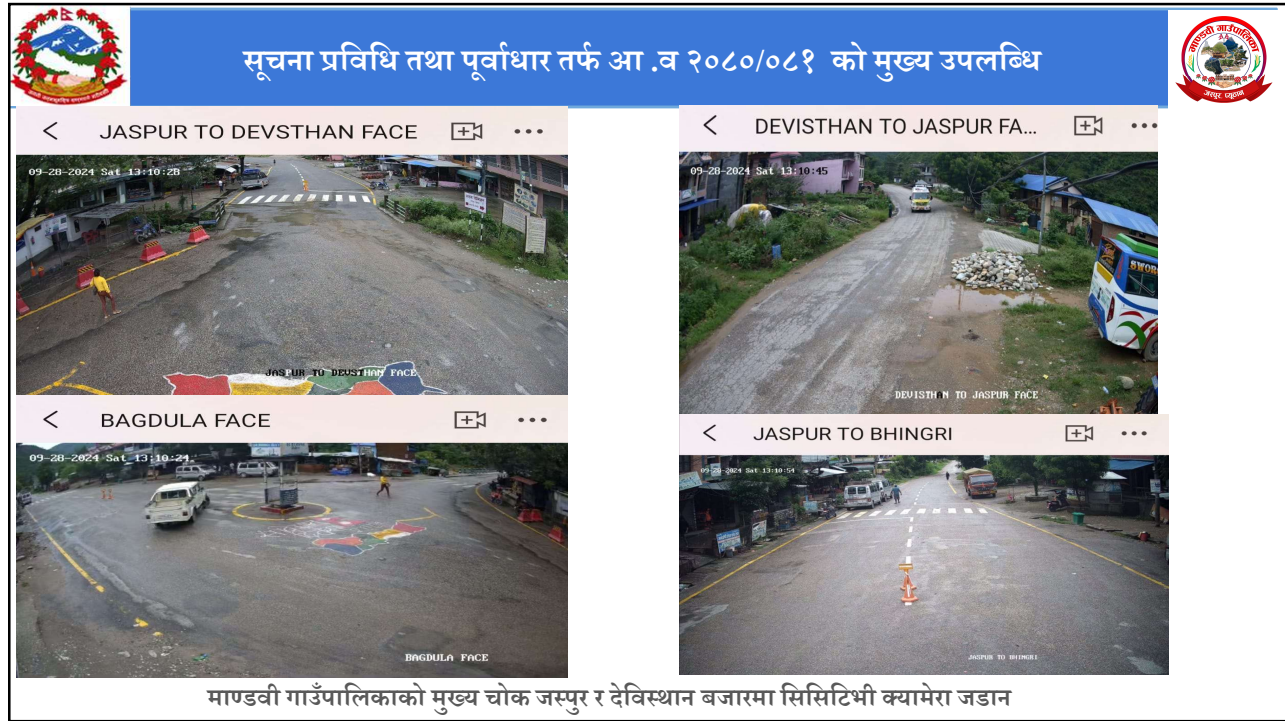 सूचना प्रविधि तथा पूर्वाधार तर्फ आ .व २०८०/०८१ को मुख्य उपलब्धि
माण्डवी गाउँपालिका
जस्पुर प्यूठान
< JASPUR TO DEVSTHAN FACE
09-28-2024 Sat 13:10:28
JASPUR TO DEVSTHAN FACE
< DEVISTHAN TO JASPUR FA...
09-28-2024 Sat 13:10:45
SWOR
DEVISTHAN TO JASPUR FACE
< BAGDULA FACE
09-28-2024 Sat 13:10:24
BAGDULA FACE
< JASPUR TO BHINGRI
09-28-2024 Sat 13:10:54
JASPUR TO BHINGRI
माण्डवी गाउँपालिकाको मुख्य चोक जस्पुर र देविस्थान बजारमा सिसिटिभी क्यामेरा जडान